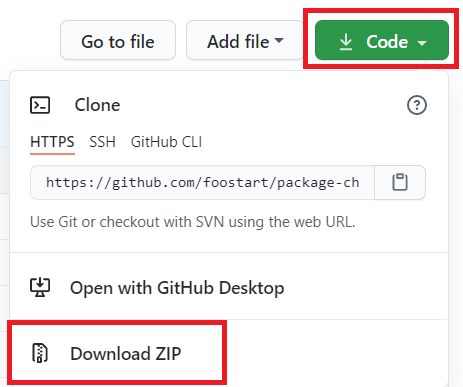 Go to file Add file Code
Clone
HTTPS SSH GitHub CLI
https://github.com/foostart/package-ch
Use Git or checkout with SVN using the web URL.
Open with GitHub Desktop
Download ZIP